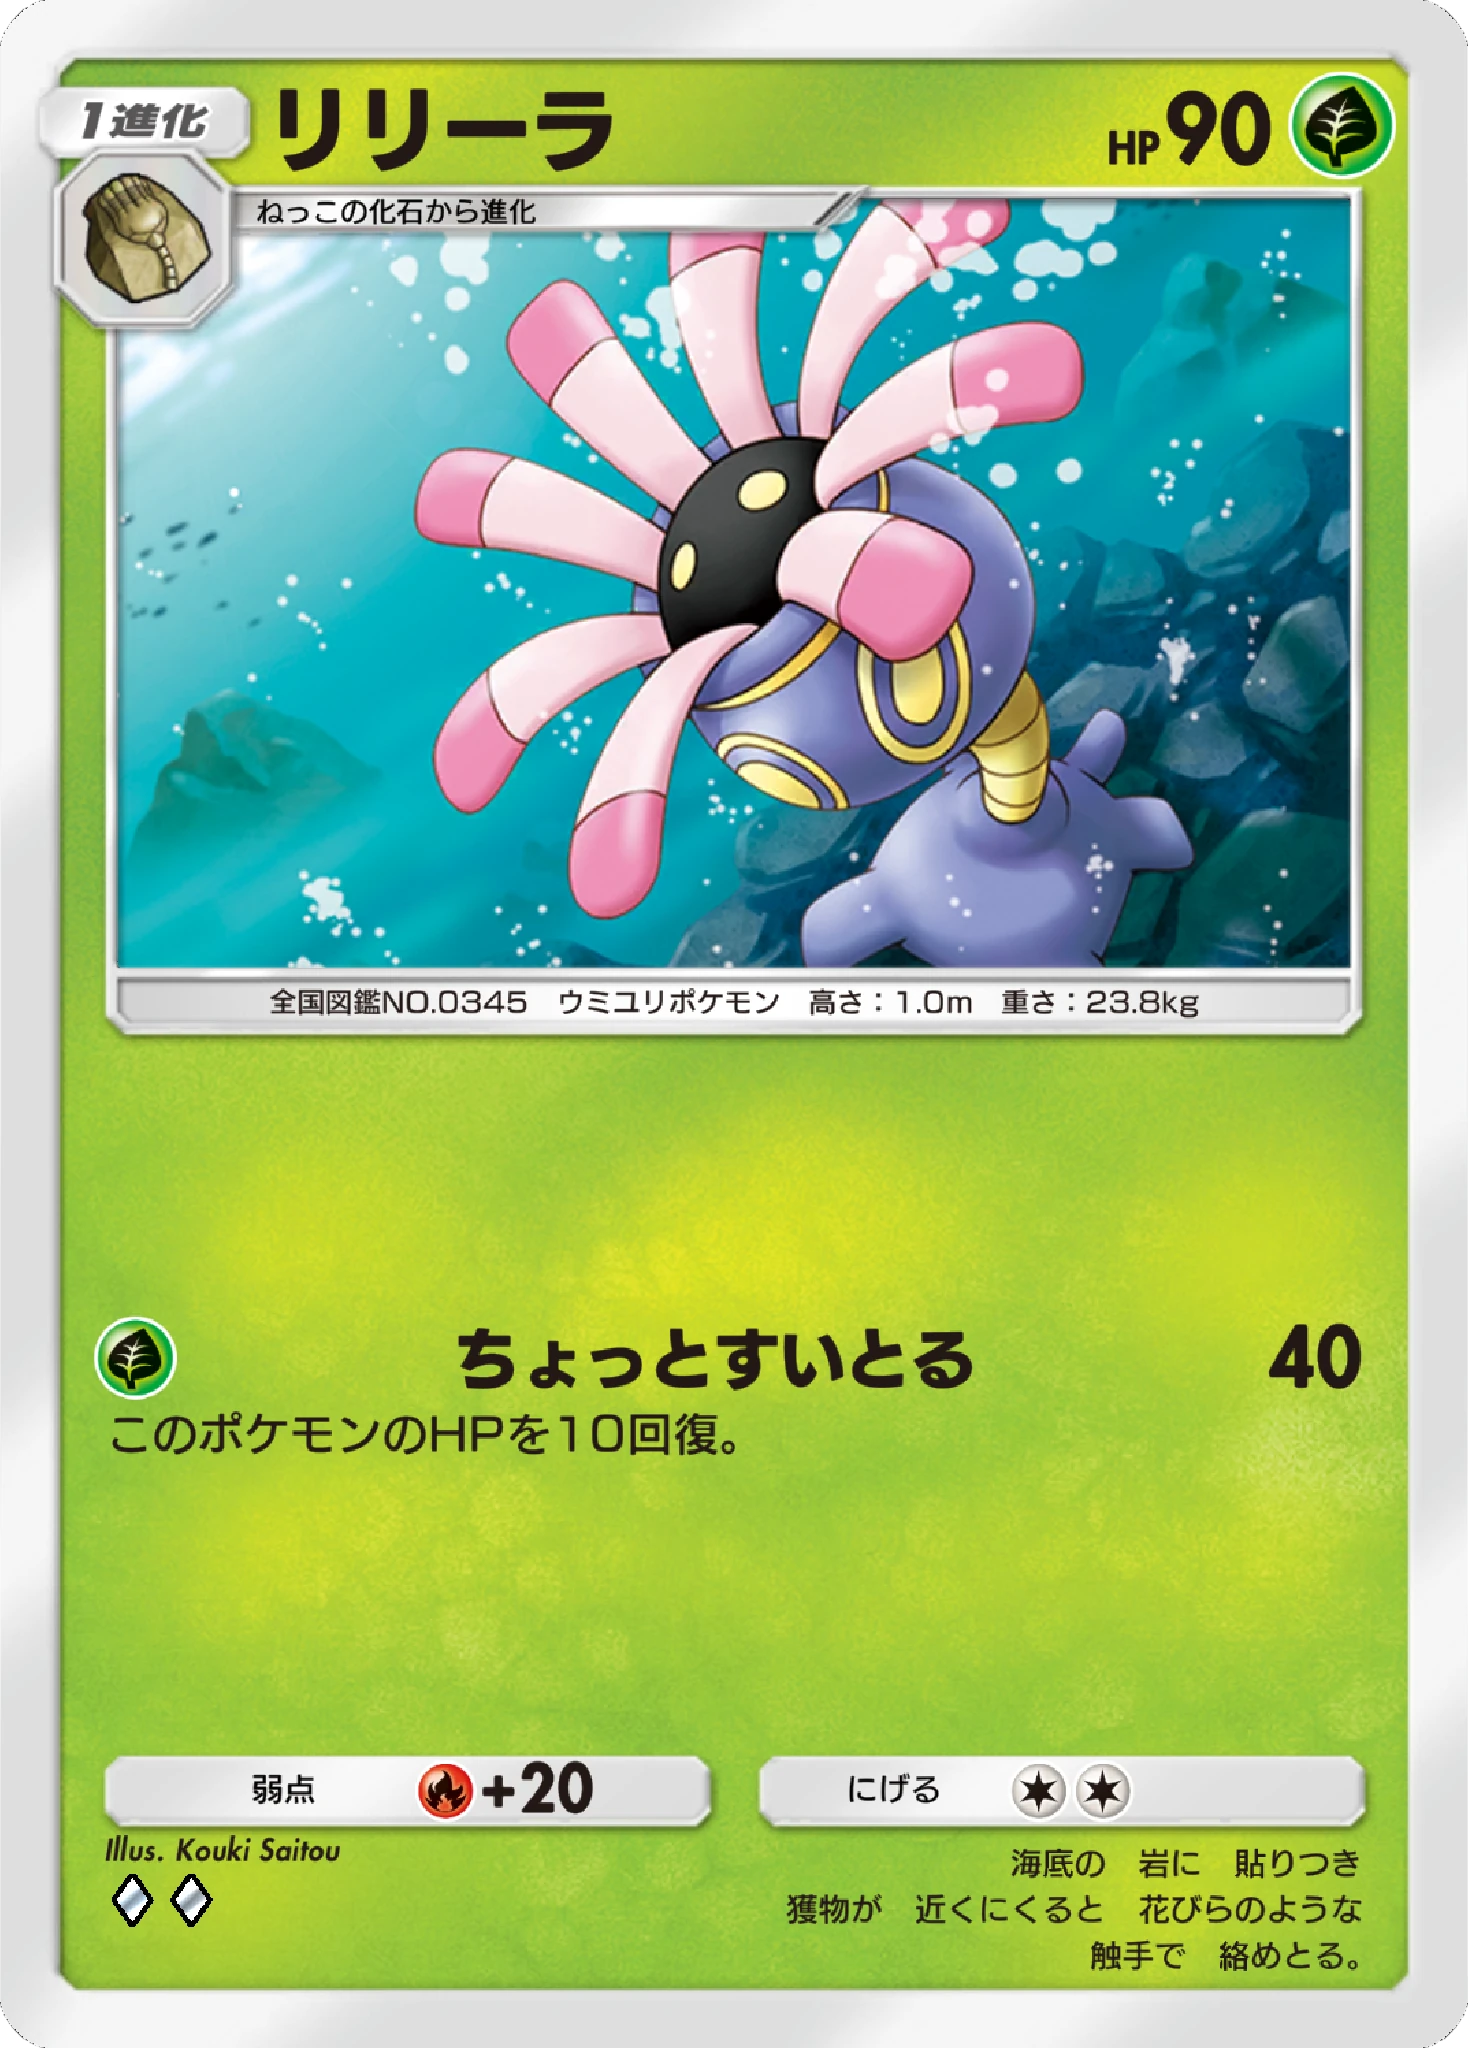 1進化
リリーラ
HP 90
ねっこの化石から進化
全国図鑑NO.0345 ウミユリポケモン 高さ:1.0m 重さ:23.8kg
ちょっとすいとる 40
このポケモンのHPを10回復。
弱点 +20
にげる
Illus. Kouki Saitou
海底の 岩に 貼りつき
獲物が 近くにくると 花びらのような
触手で 絡めとる。